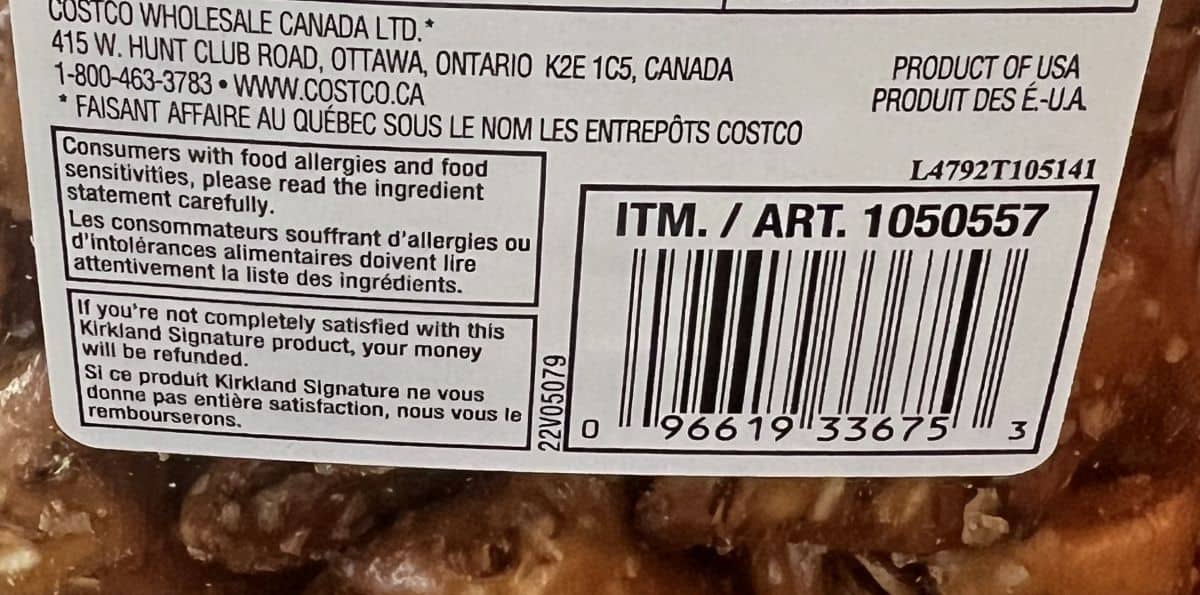 COSTCO WHOLESALE CANADA LTD.*
415 W. HUNT CLUB ROAD, OTTAWA, ONTARIO K2E 1C5, CANADA
1-800-463-3783 • WWW.COSTCO.CA
* FAISANT AFFAIRE AU QUÉBEC SOUS LE NOM LES ENTREPÔTS COSTCO
PRODUCT OF USA
PRODUIT DES É.-U.A.
L4792T105141
Consumers with food allergies and food
sensitivities, please read the ingredient
statement carefully.
Les consommateurs souffrant d'allergies ou
d'intolérances alimentaires doivent lire
attentivement la liste des ingrédients.
If you're not completely satisfied with this
Kirkland Signature product, your money
will be refunded.
Si ce produit Kirkland Signature ne vous
donne pas entière satisfaction, nous vous le
rembourserons.
22V05079
ITM. / ART. 1050557
0 96619 33675 3